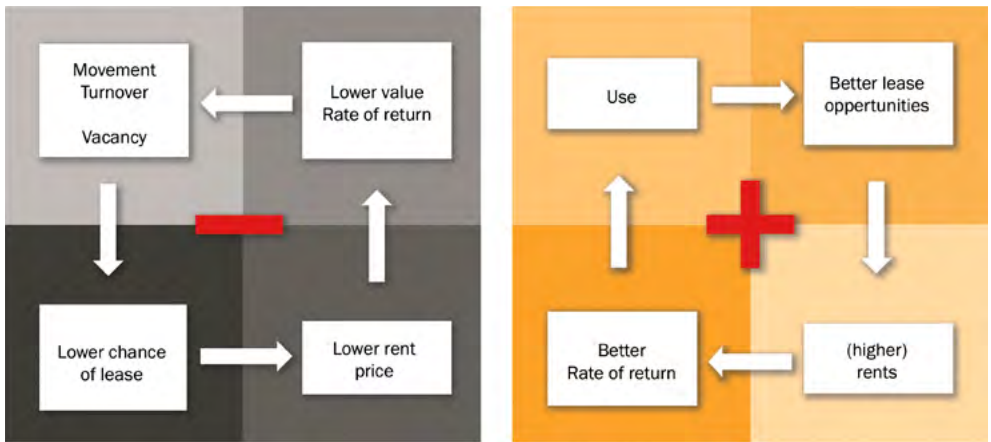 Movement
Turnover
Vacancy
Lower value
Rate of return
Lower chance
of lease
Lower rent
price
Use
Better lease
oppertunities
Better
Rate of return
(higher)
rents